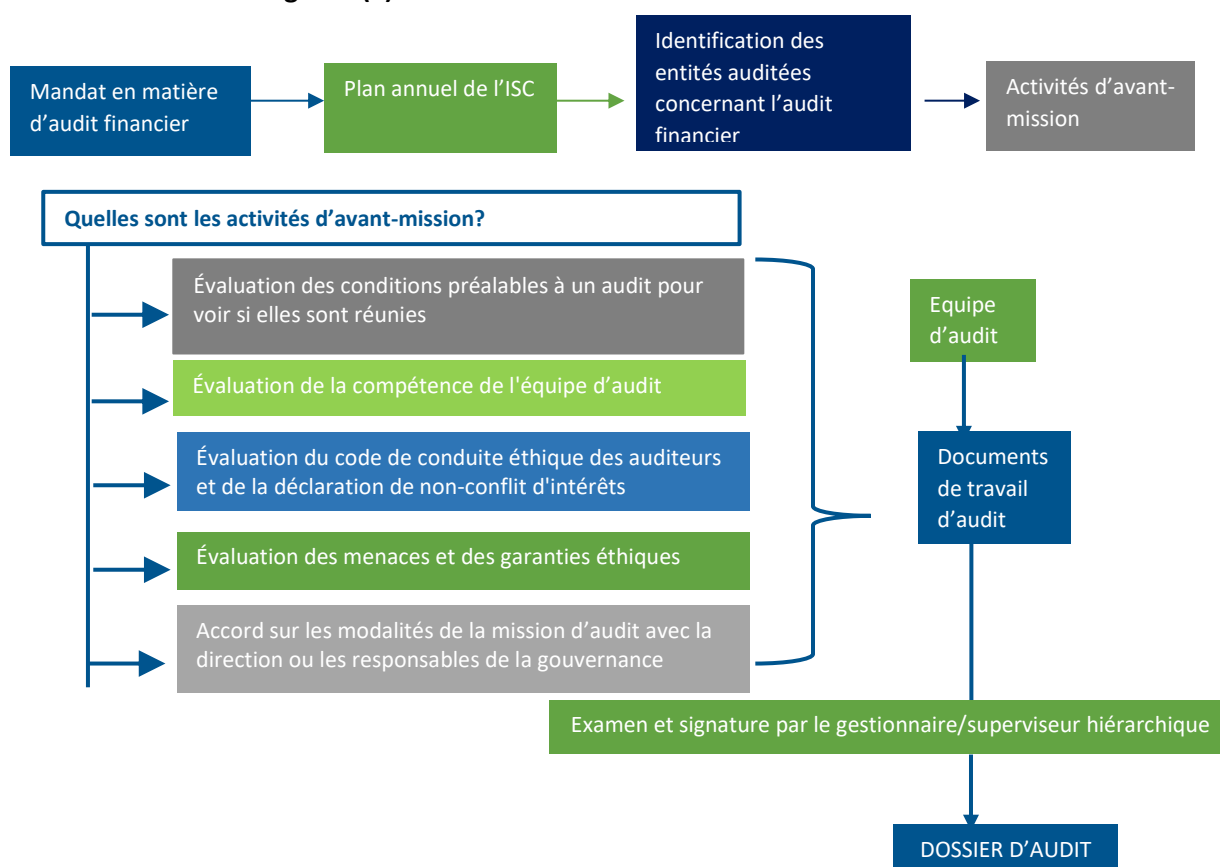 Mandat en matière
d'audit financier
Plan annuel de l'ISC
Identification des
entités auditées
concernant l'audit
financier
Activités d'avant-
mission
Quelles sont les activités d'avant-mission?
Évaluation des conditions préalables à un audit pour
voir si elles sont réunies
Évaluation de la compétence de l'équipe d'audit
Évaluation du code de conduite éthique des auditeurs
et de la déclaration de non-conflit d'intérêts
Évaluation des menaces et des garanties éthiques
Accord sur les modalités de la mission d'audit avec la
direction ou les responsables de la gouvernance
Equipe
d'audit
Documents
de travail
d'audit
Examen et signature par le gestionnaire/superviseur hiérarchique
DOSSIER D'AUDIT